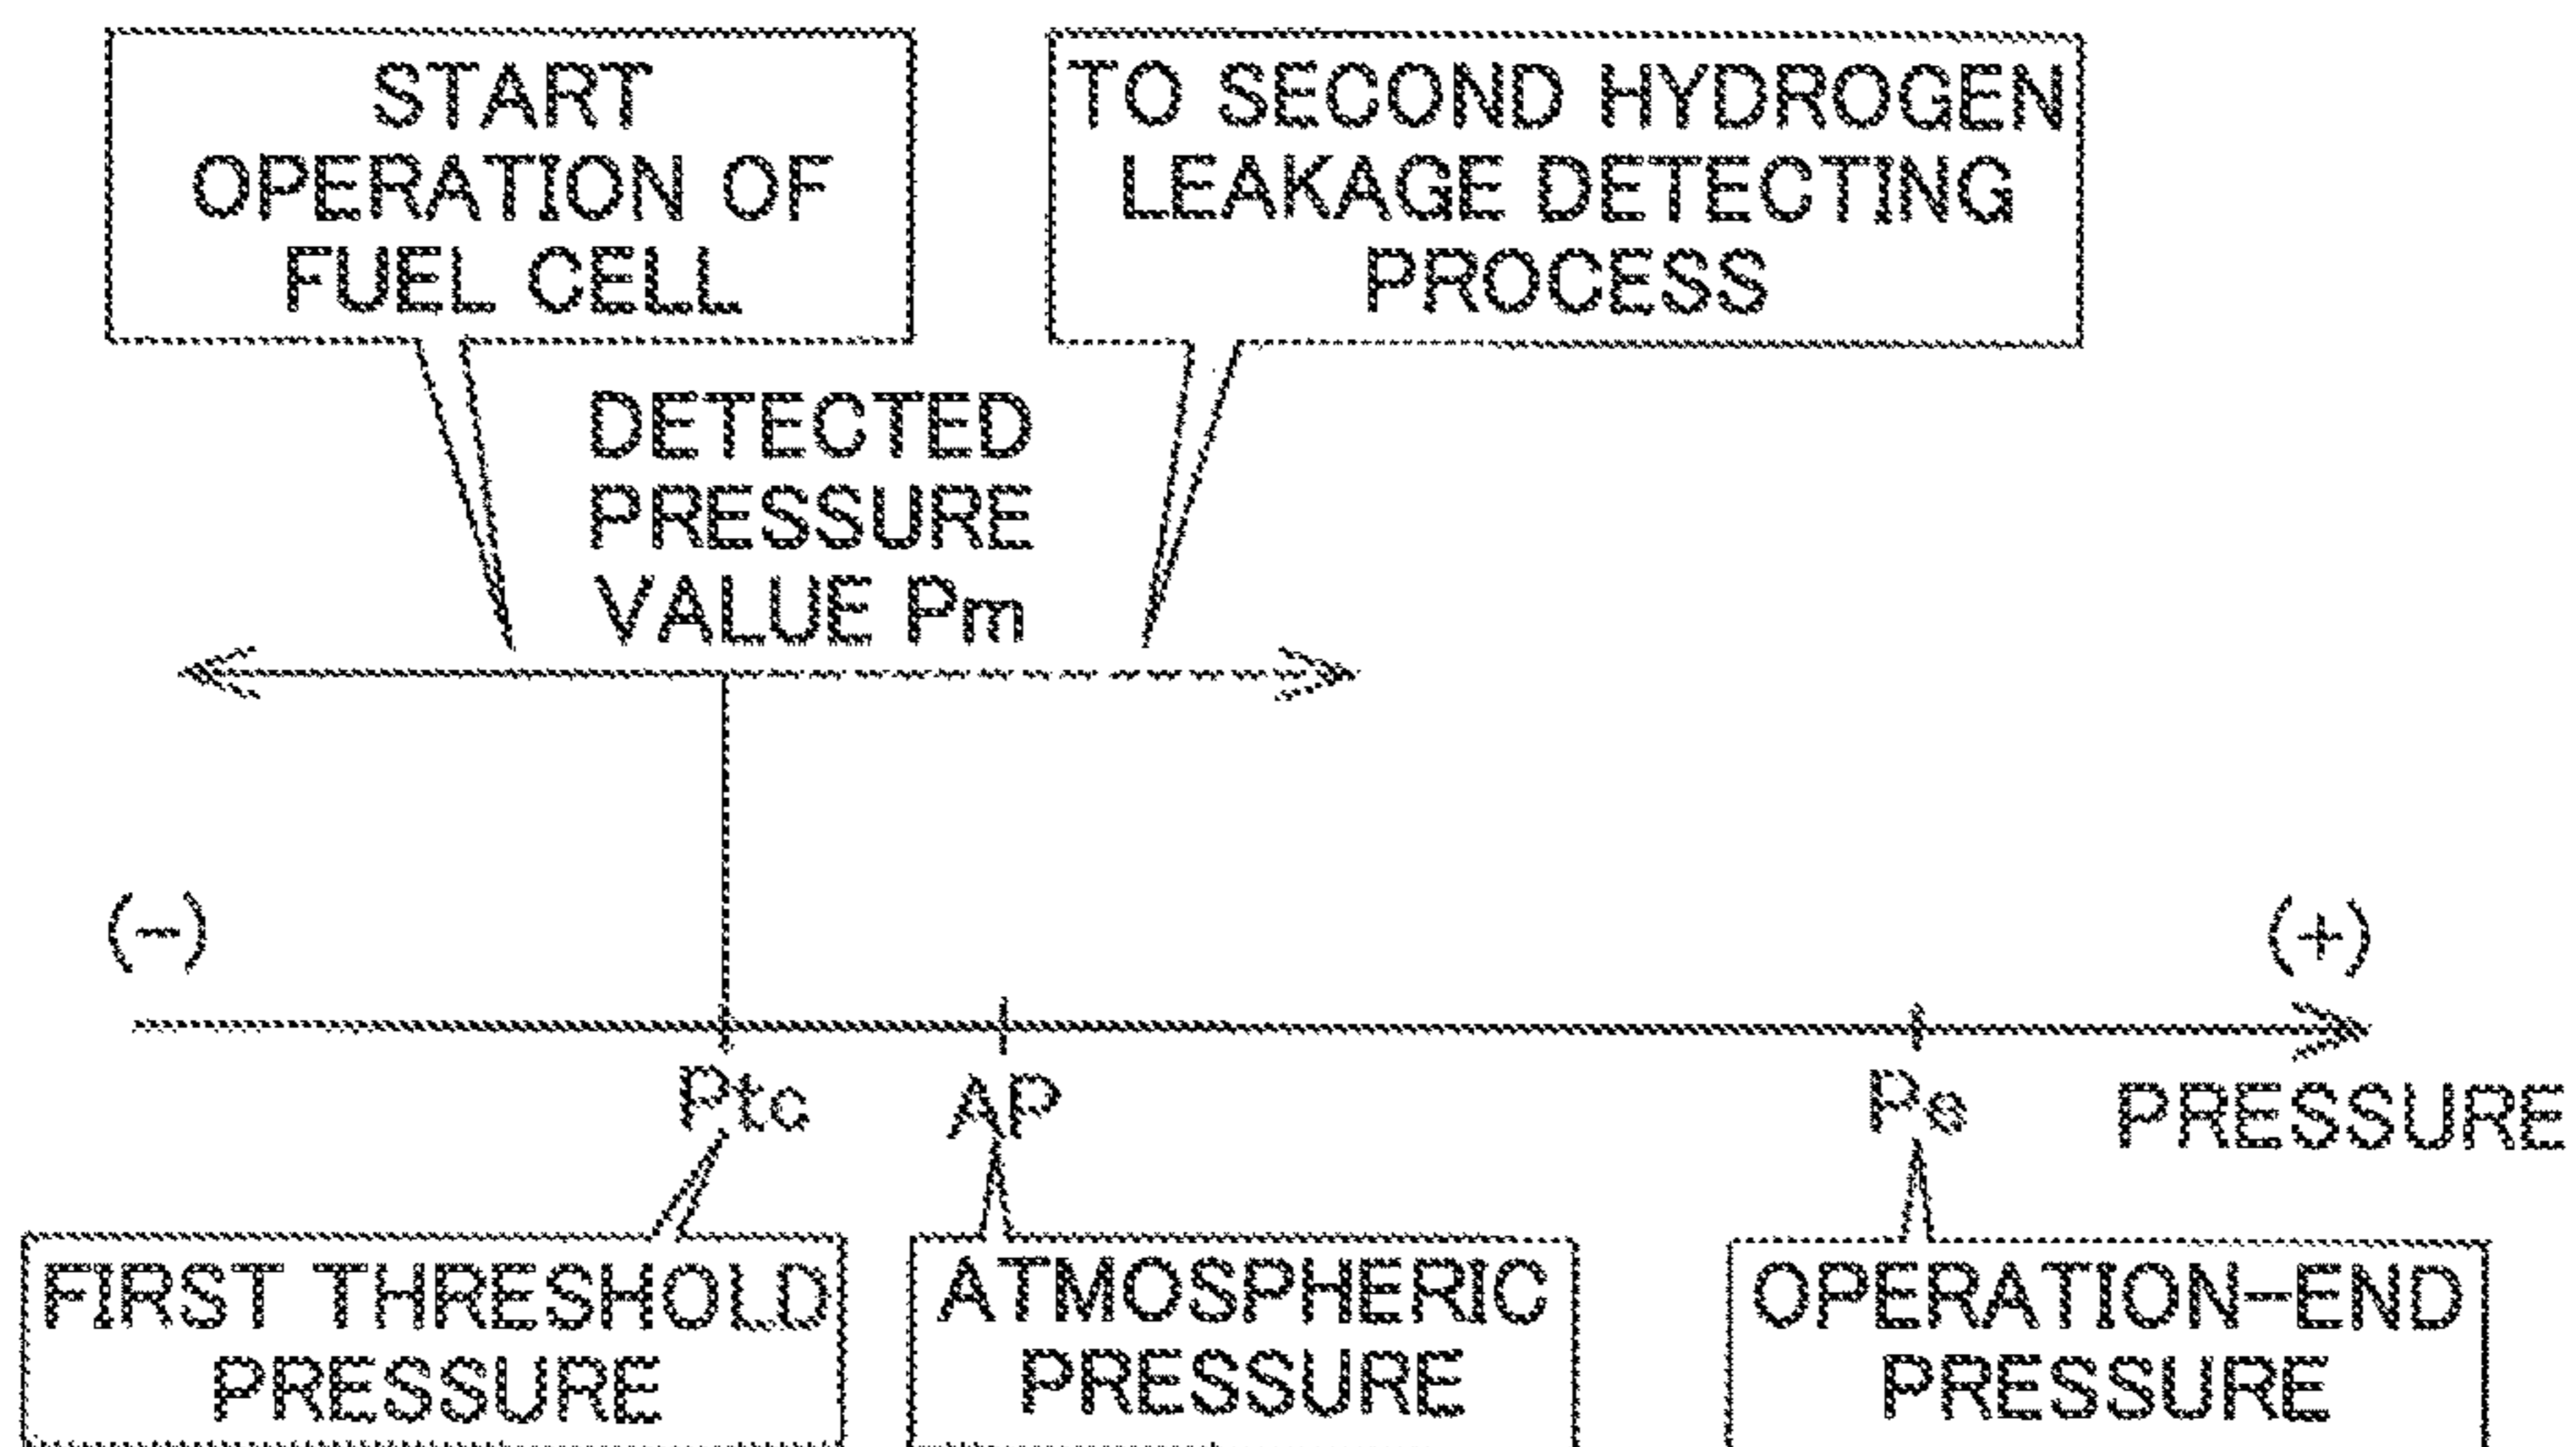 START
OPERATION OF
FUEL CELL
TO SECOND HYDROGEN
LEAKAGE DETECTING
PROCESS
DETECTED
PRESSURE
VALUE Pm
(-)
(+)
Ptc
AP
Pe
PRESSURE
FIRST THRESHOLD
PRESSURE
ATMOSPHERIC
PRESSURE
OPERATION-END
PRESSURE